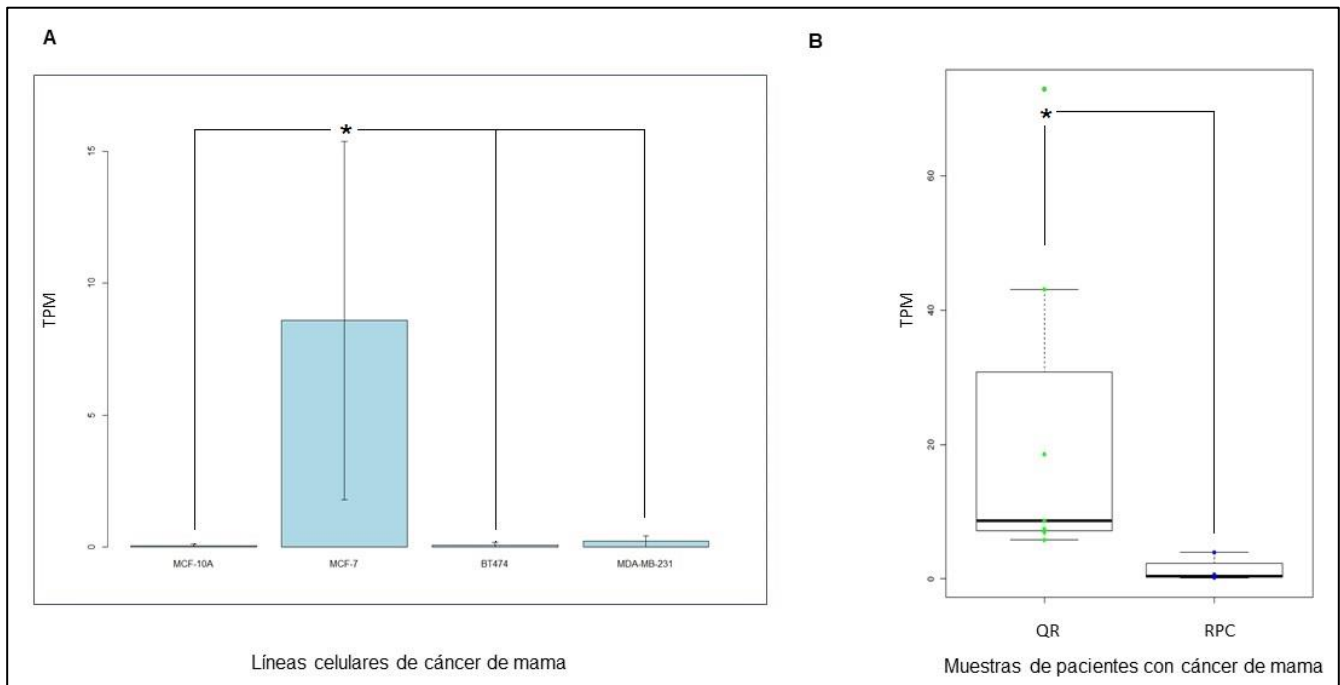 A
TPM
15
10
5
0
*
MCF-10A
MCF-7
BT474
MDA-MB-231
Líneas celulares de cáncer de mama
B
TPM
60
40
20
0
*
QR
RPC
Muestras de pacientes con cáncer de mama